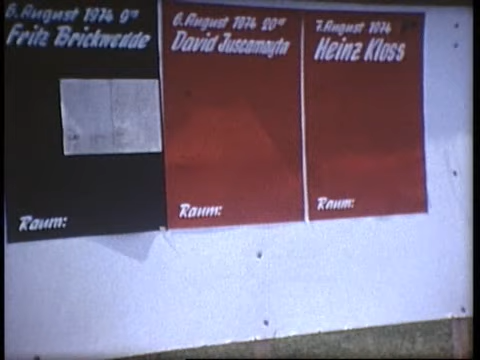 6. August 1974 9°°
Fritz Brickwedde
Raum:
6. August 1974 20°°
David Juscamayta
Raum:
7. August 1974
Heinz Kloss
Raum: